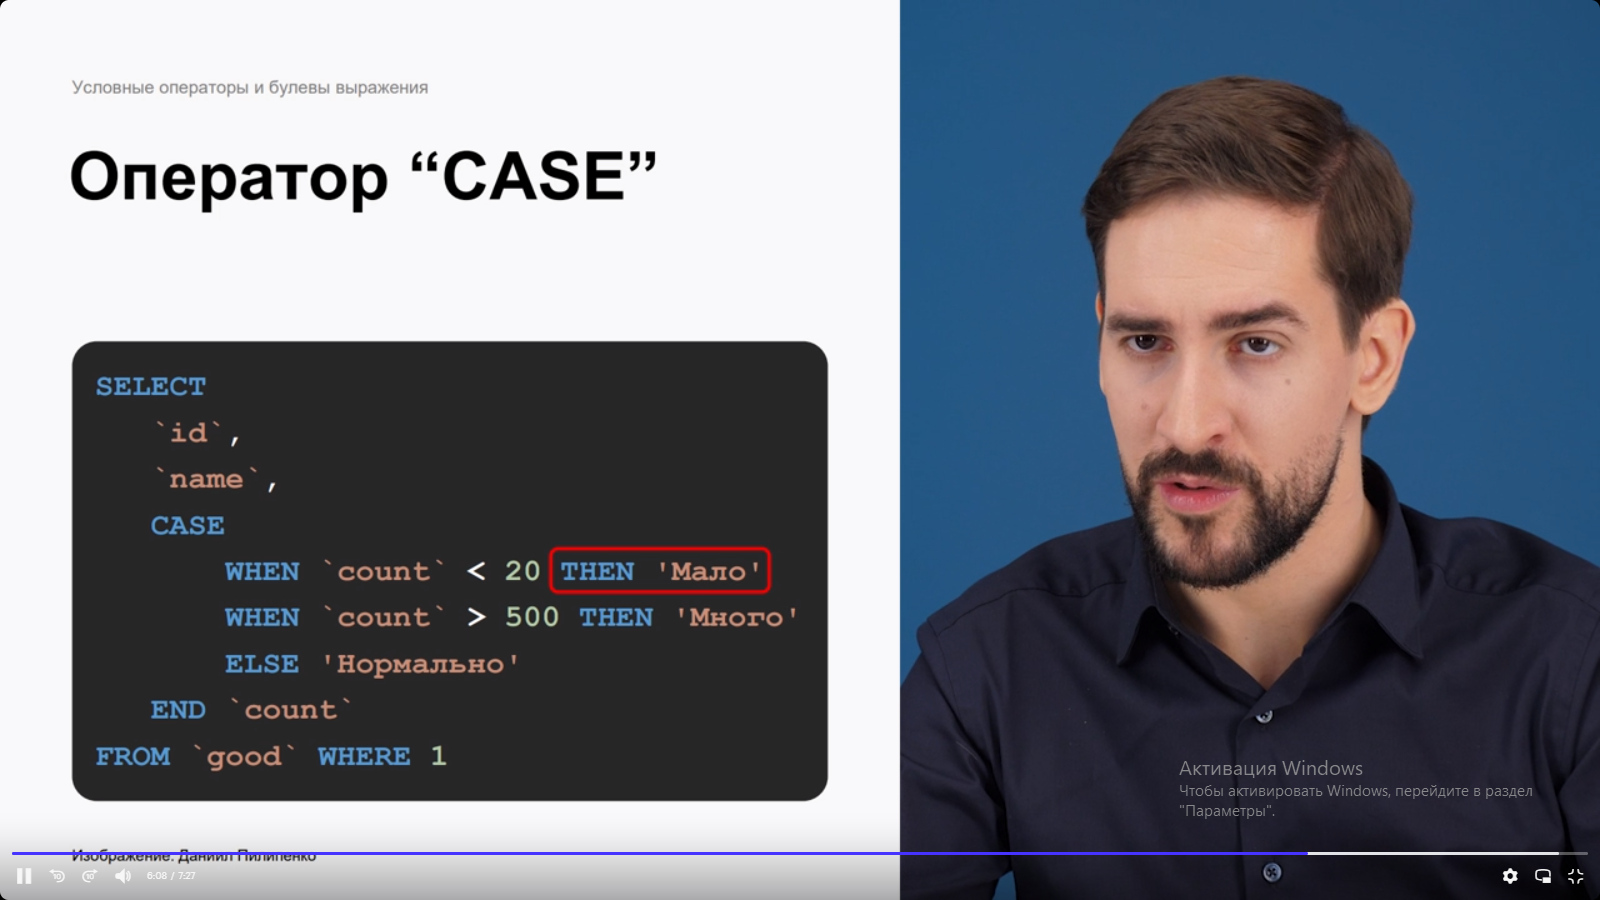 Условные операторы и булевы выражения
Оператор “CASE”
SELECT
`id`,
`name`,
CASE
WHEN `count` < 20 THEN 'Мало'
WHEN `count` > 500 THEN 'Много'
ELSE 'Нормально'
END `count`
FROM `good` WHERE 1
Активация Windows
Чтобы активировать Windows, перейдите в раздел
"Параметры".
Изображение: Даниил Пилипенко
10
10
6:08 / 7:27